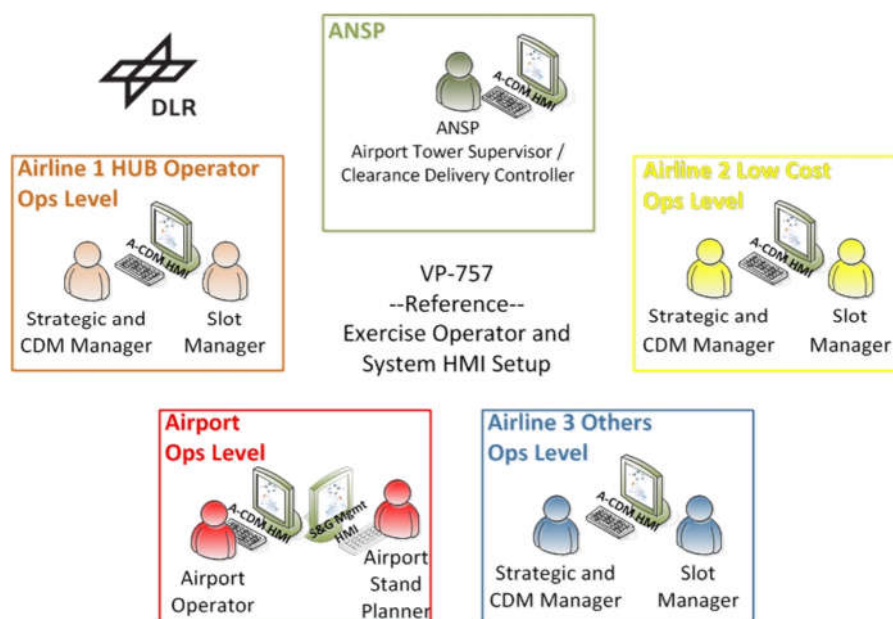 DLR
ANSP
A-CDM HMI
ANSP
Airport Tower Supervisor /
Clearance Delivery Controller
Airline 1 HUB Operator
Ops Level
A-CDM HMI
Strategic and
CDM Manager
Slot
Manager
Airline 2 Low Cost
Ops Level
A-CDM HMI
Strategic and
CDM Manager
Slot
Manager
VP-757
--Reference--
Exercise Operator and
System HMI Setup
Airport
Ops Level
A-CDM HMI
S&G Mgmt
HMI
Airport
Operator
Airport
Stand
Planner
Airline 3 Others
Ops Level
A-CDM HMI
Strategic and
CDM Manager
Slot
Manager